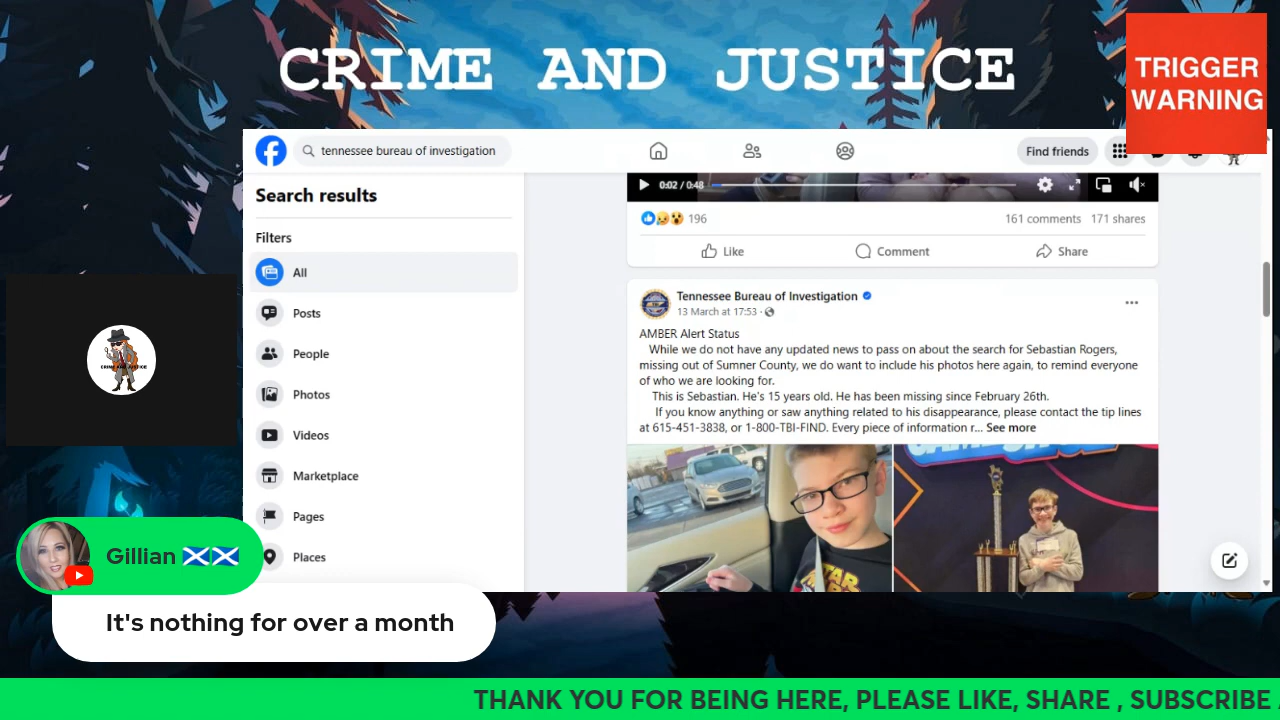 CRIME AND JUSTICE
TRIGGER
WARNING
tennessee bureau of investigation
Find friends
Search results
Filters
All
Posts
People
Photos
Videos
Marketplace
Pages
Places
0:02 / 0:48
196
161 comments 171 shares
Like
Comment
Share
Tennessee Bureau of Investigation
13 March at 17:53 ·
AMBER Alert Status
While we do not have any updated news to pass on about the search for Sebastian Rogers,
missing out of Sumner County, we do want to include his photos here again, to remind everyone
of who we are looking for.
This is Sebastian. He's 15 years old. He has been missing since February 26th.
If you know anything or saw anything related to his disappearance, please contact the tip lines
at 615-451-3838, or 1-800-TBI-FIND. Every piece of information r... See more
STAR
CRIME AND JUSTICE
Gillian
It's nothing for over a month
THANK YOU FOR BEING HERE, PLEASE LIKE, SHARE , SUBSCRIBE